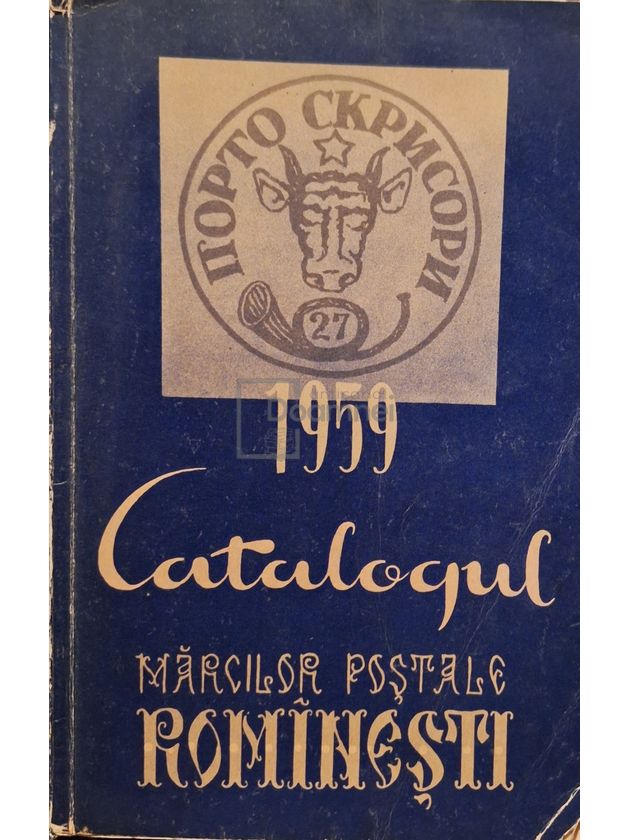 ПОРТО СКРИСОРИ
27
1959
Catalogul
MĂRCILOR POȘTALE
ROMÎNEȘTI